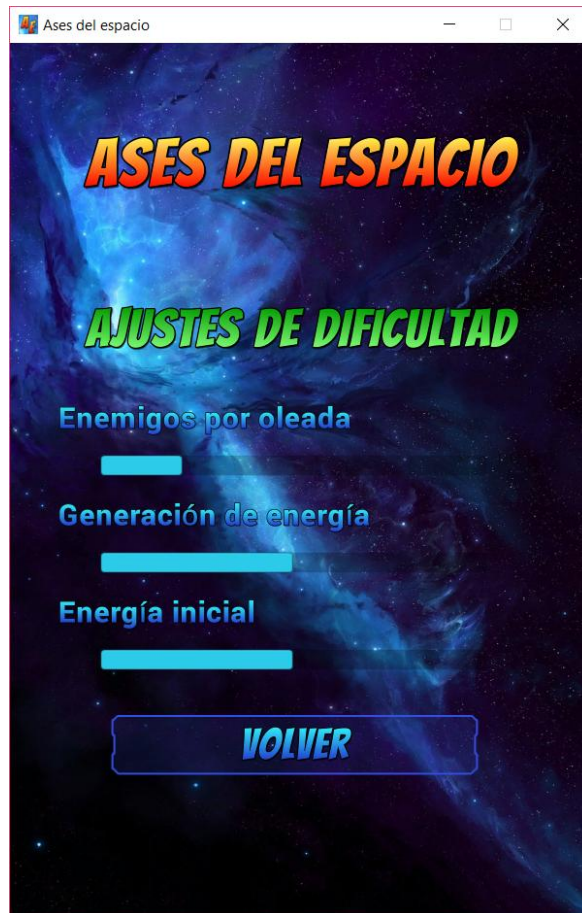 Ases del espacio
ASES DEL ESPACIO
AJUSTES DE DIFICULTAD
Enemigos por oleada
Generación de energía
Energía inicial
VOLVER